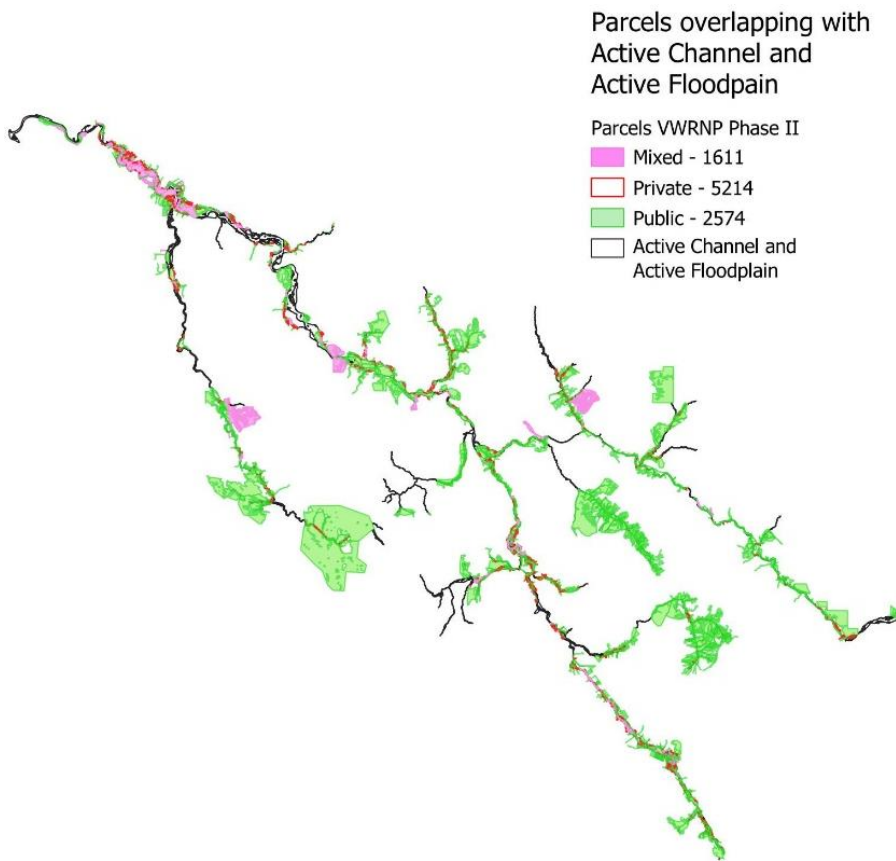 Parcels overlapping with
Active Channel and
Active Floodpain
Parcels VWRNP Phase II
Mixed - 1611
Private - 5214
Public - 2574
Active Channel and
Active Floodplain